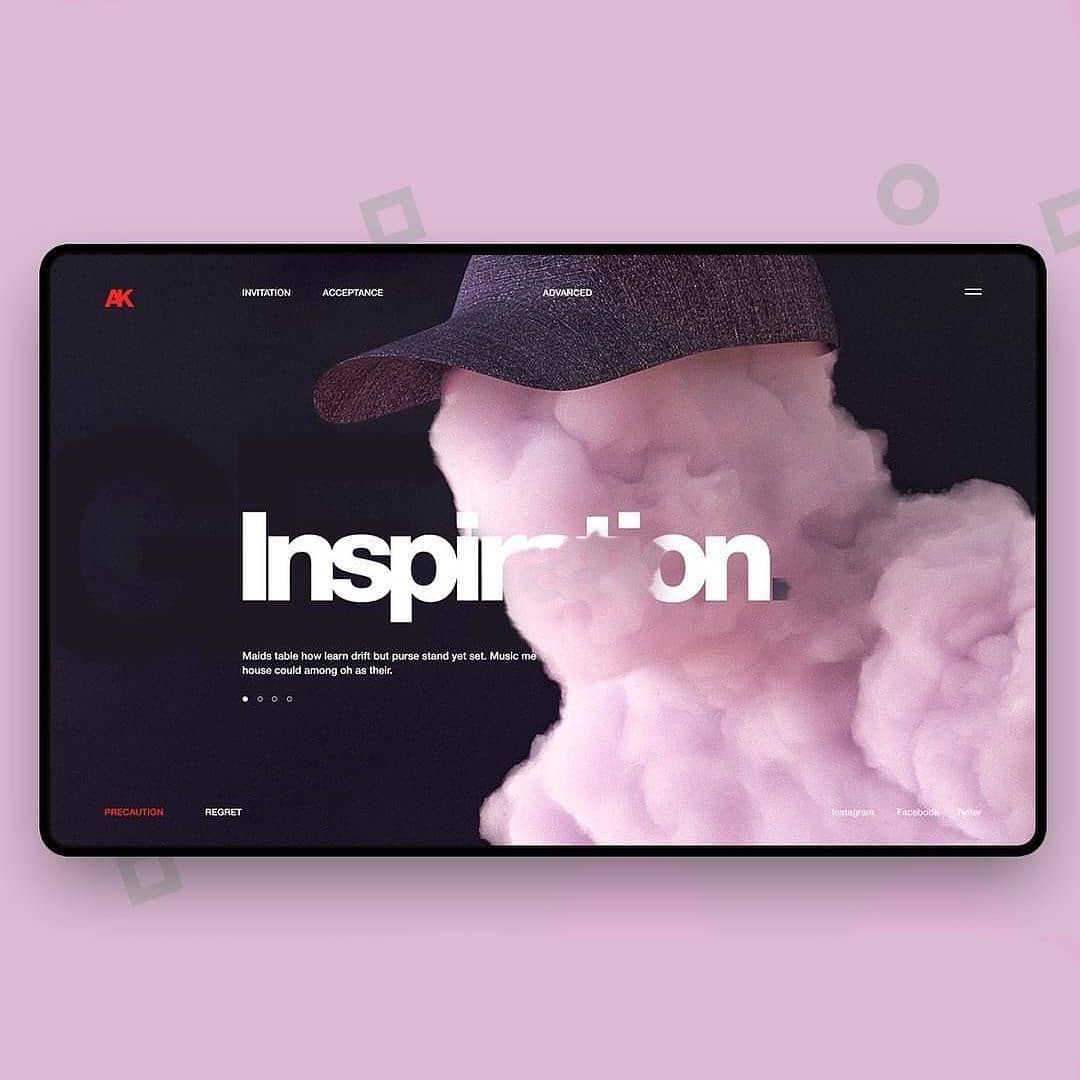 AK
INVITATION
ACCEPTANCE
ADVANCED
Inspiration.
Maids table how learn drift but purse stand yet set. Music me
house could among oh as their.
PRECAUTION
REGRET
Instagram
Facebook
Twitter